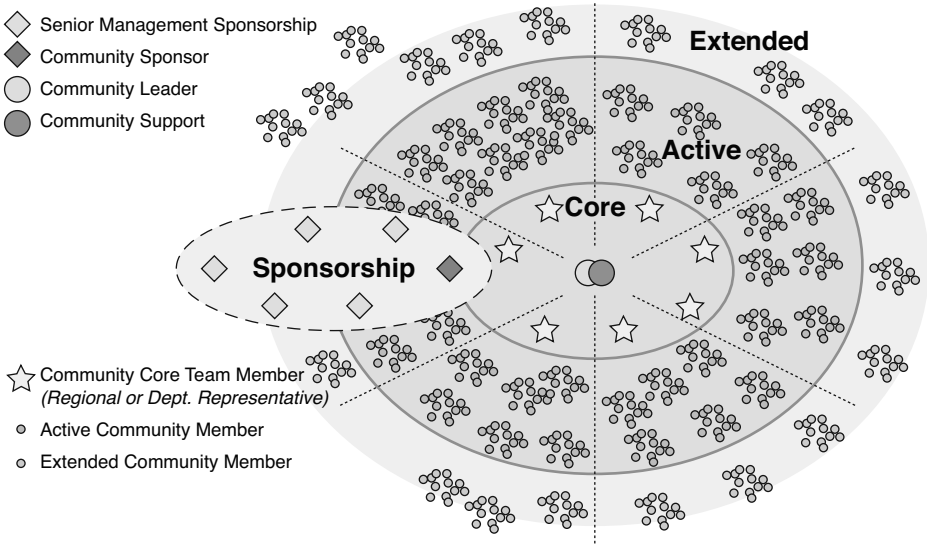 Senior Management Sponsorship
Community Sponsor
Community Leader
Community Support
Extended
Active
Core
Sponsorship
Community Core Team Member
(Regional or Dept. Representative)
Active Community Member
Extended Community Member